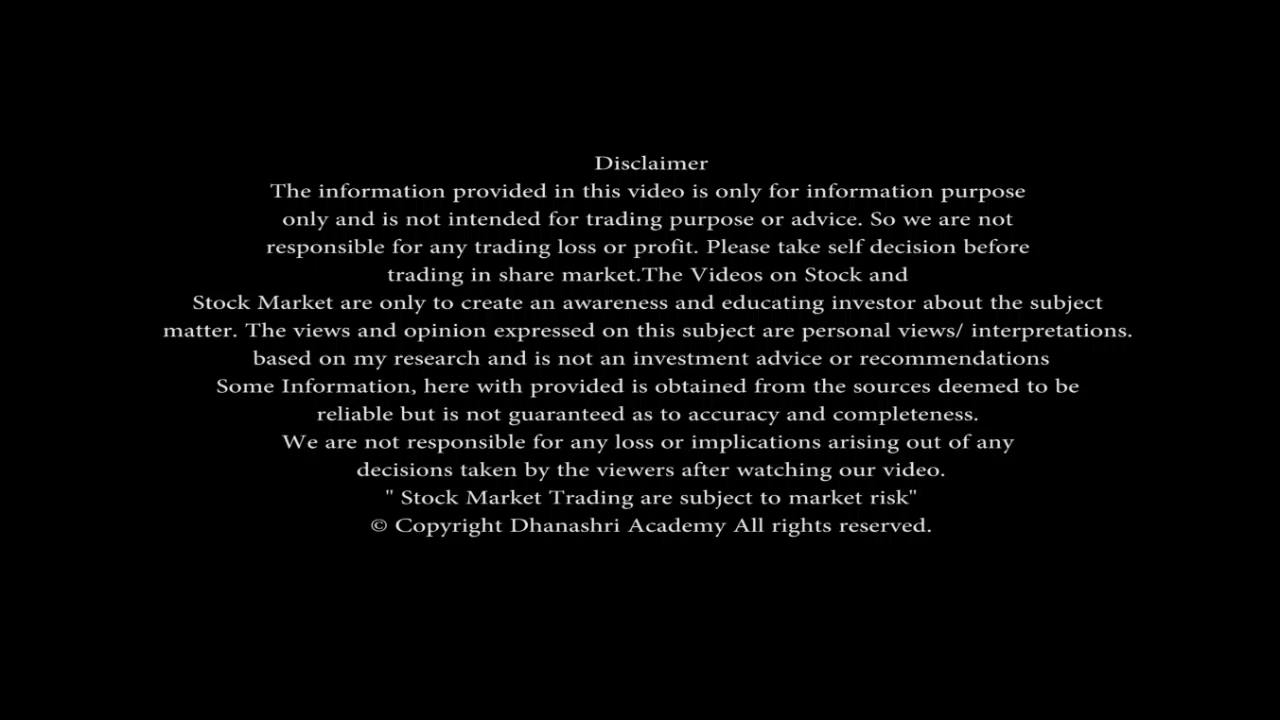 Disclaimer
The information provided in this video is only for information purpose
only and is not intended for trading purpose or advice. So we are not
responsible for any trading loss or profit. Please take self decision before
trading in share market.The Videos on Stock and
Stock Market are only to create an awareness and educating investor about the subject
matter. The views and opinion expressed on this subject are personal views/ interpretations.
based on my research and is not an investment advice or recommendations
Some Information, here with provided is obtained from the sources deemed to be
reliable but is not guaranteed as to accuracy and completeness.
We are not responsible for any loss or implications arising out of any
decisions taken by the viewers after watching our video.
" Stock Market Trading are subject to market risk"
© Copyright Dhanashri Academy All rights reserved.